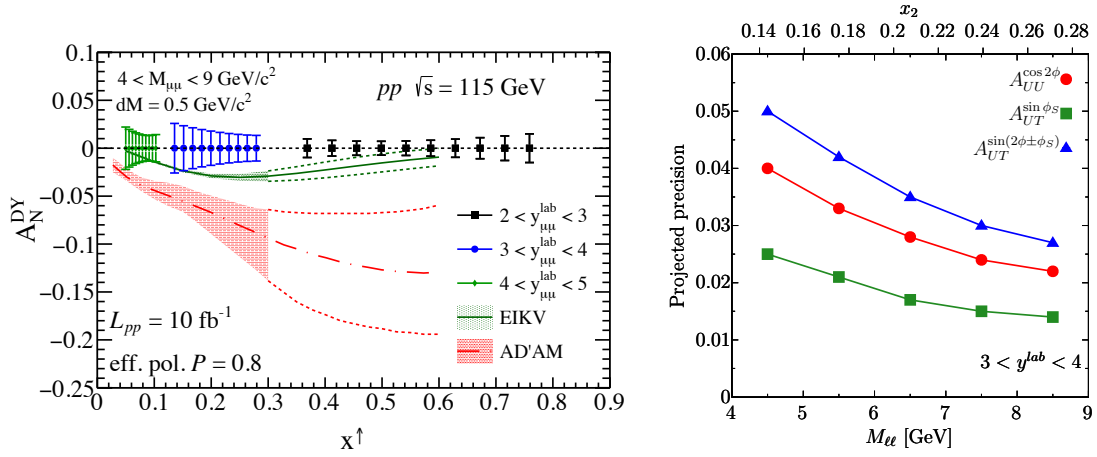 0.1
0.05
0
−0.05
−0.1
−0.15
−0.2
−0.25
A_N^DY
4 < M_μμ < 9 GeV/c²
dM = 0.5 GeV/c²
pp √s = 115 GeV
2 < y_μμ^lab < 3
3 < y_μμ^lab < 4
4 < y_μμ^lab < 5
EIKV
AD'AM
L_pp = 10 fb⁻¹
eff. pol. P = 0.8
0 0.1 0.2 0.3 0.4 0.5 0.6 0.7 0.8 0.9
x↑
x₂
0.14 0.16 0.18 0.2 0.22 0.24 0.26 0.28
0.06
0.05
0.04
0.03
0.02
0.01
0.00
Projected precision
A_UU^cos 2ϕ
A_UT^sin ϕ_S
A_UT^sin(2ϕ±ϕ_S)
3 < y^lab < 4
4 5 6 7 8 9
M_ℓℓ [GeV]